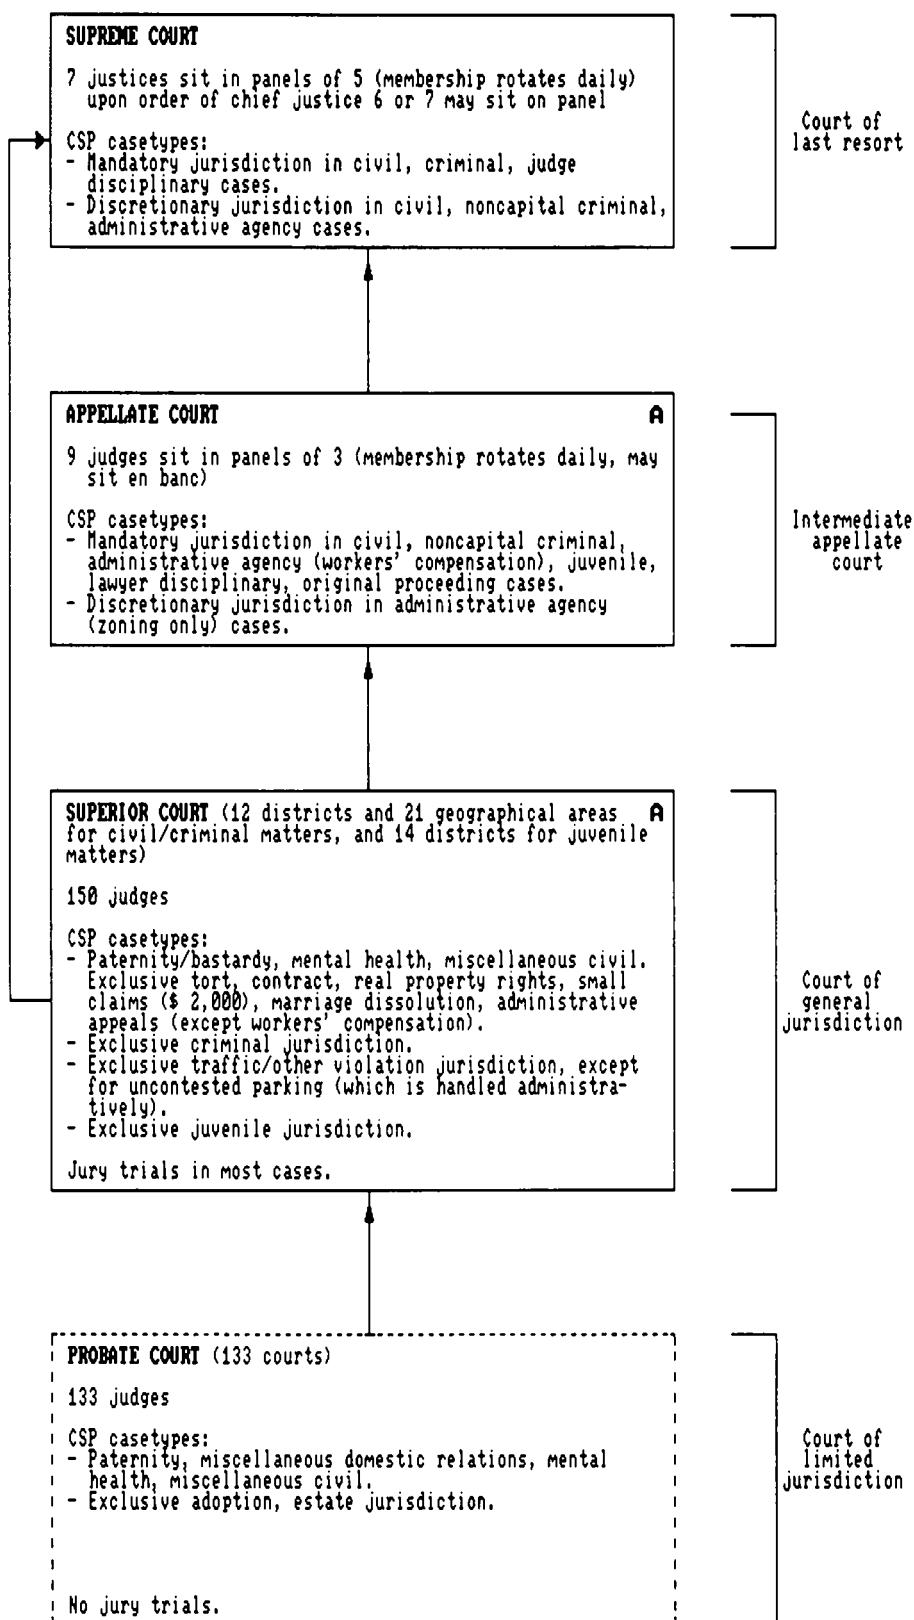 SUPREME COURT
7 justices sit in panels of 5 (membership rotates daily)
upon order of chief justice 6 or 7 may sit on panel
CSP casetypes:
- Mandatory jurisdiction in civil, criminal, judge
disciplinary cases.
- Discretionary jurisdiction in civil, noncapital criminal,
administrative agency cases.
Court of
last resort
APPELLATE COURT A
9 judges sit in panels of 3 (membership rotates daily, may
sit en banc)
CSP casetypes:
- Mandatory jurisdiction in civil, noncapital criminal,
administrative agency (workers' compensation), juvenile,
lawyer disciplinary, original proceeding cases.
- Discretionary jurisdiction in administrative agency
(zoning only) cases.
Intermediate
appellate
court
SUPERIOR COURT (12 districts and 21 geographical areas A
for civil/criminal matters, and 14 districts for juvenile
matters)
150 judges
CSP casetypes:
- Paternity/bastardy, mental health, miscellaneous civil.
Exclusive tort, contract, real property rights, small
claims ($ 2,000), marriage dissolution, administrative
appeals (except workers' compensation).
- Exclusive criminal jurisdiction.
- Exclusive traffic/other violation jurisdiction, except
for uncontested parking (which is handled administra-
tively).
- Exclusive juvenile jurisdiction.
Jury trials in most cases.
Court of
general
jurisdiction
PROBATE COURT (133 courts)
133 judges
CSP casetypes:
- Paternity, miscellaneous domestic relations, mental
health, miscellaneous civil.
- Exclusive adoption, estate jurisdiction.
No jury trials.
Court of
limited
jurisdiction